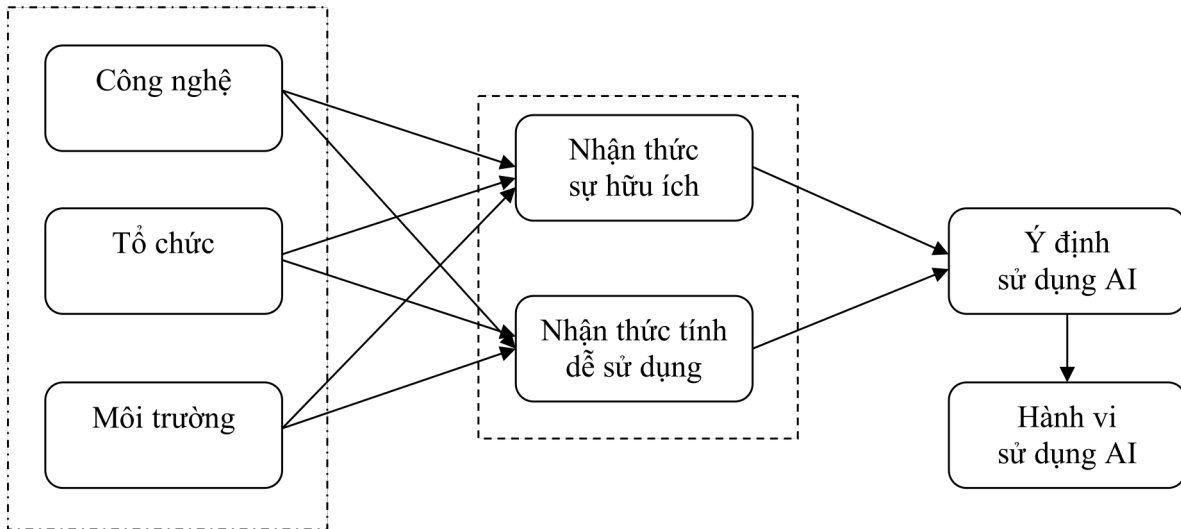 Công nghệ
Tổ chức
Môi trường
Nhận thức
sự hữu ích
Nhận thức tính
dễ sử dụng
Ý định
sử dụng AI
Hành vi
sử dụng AI